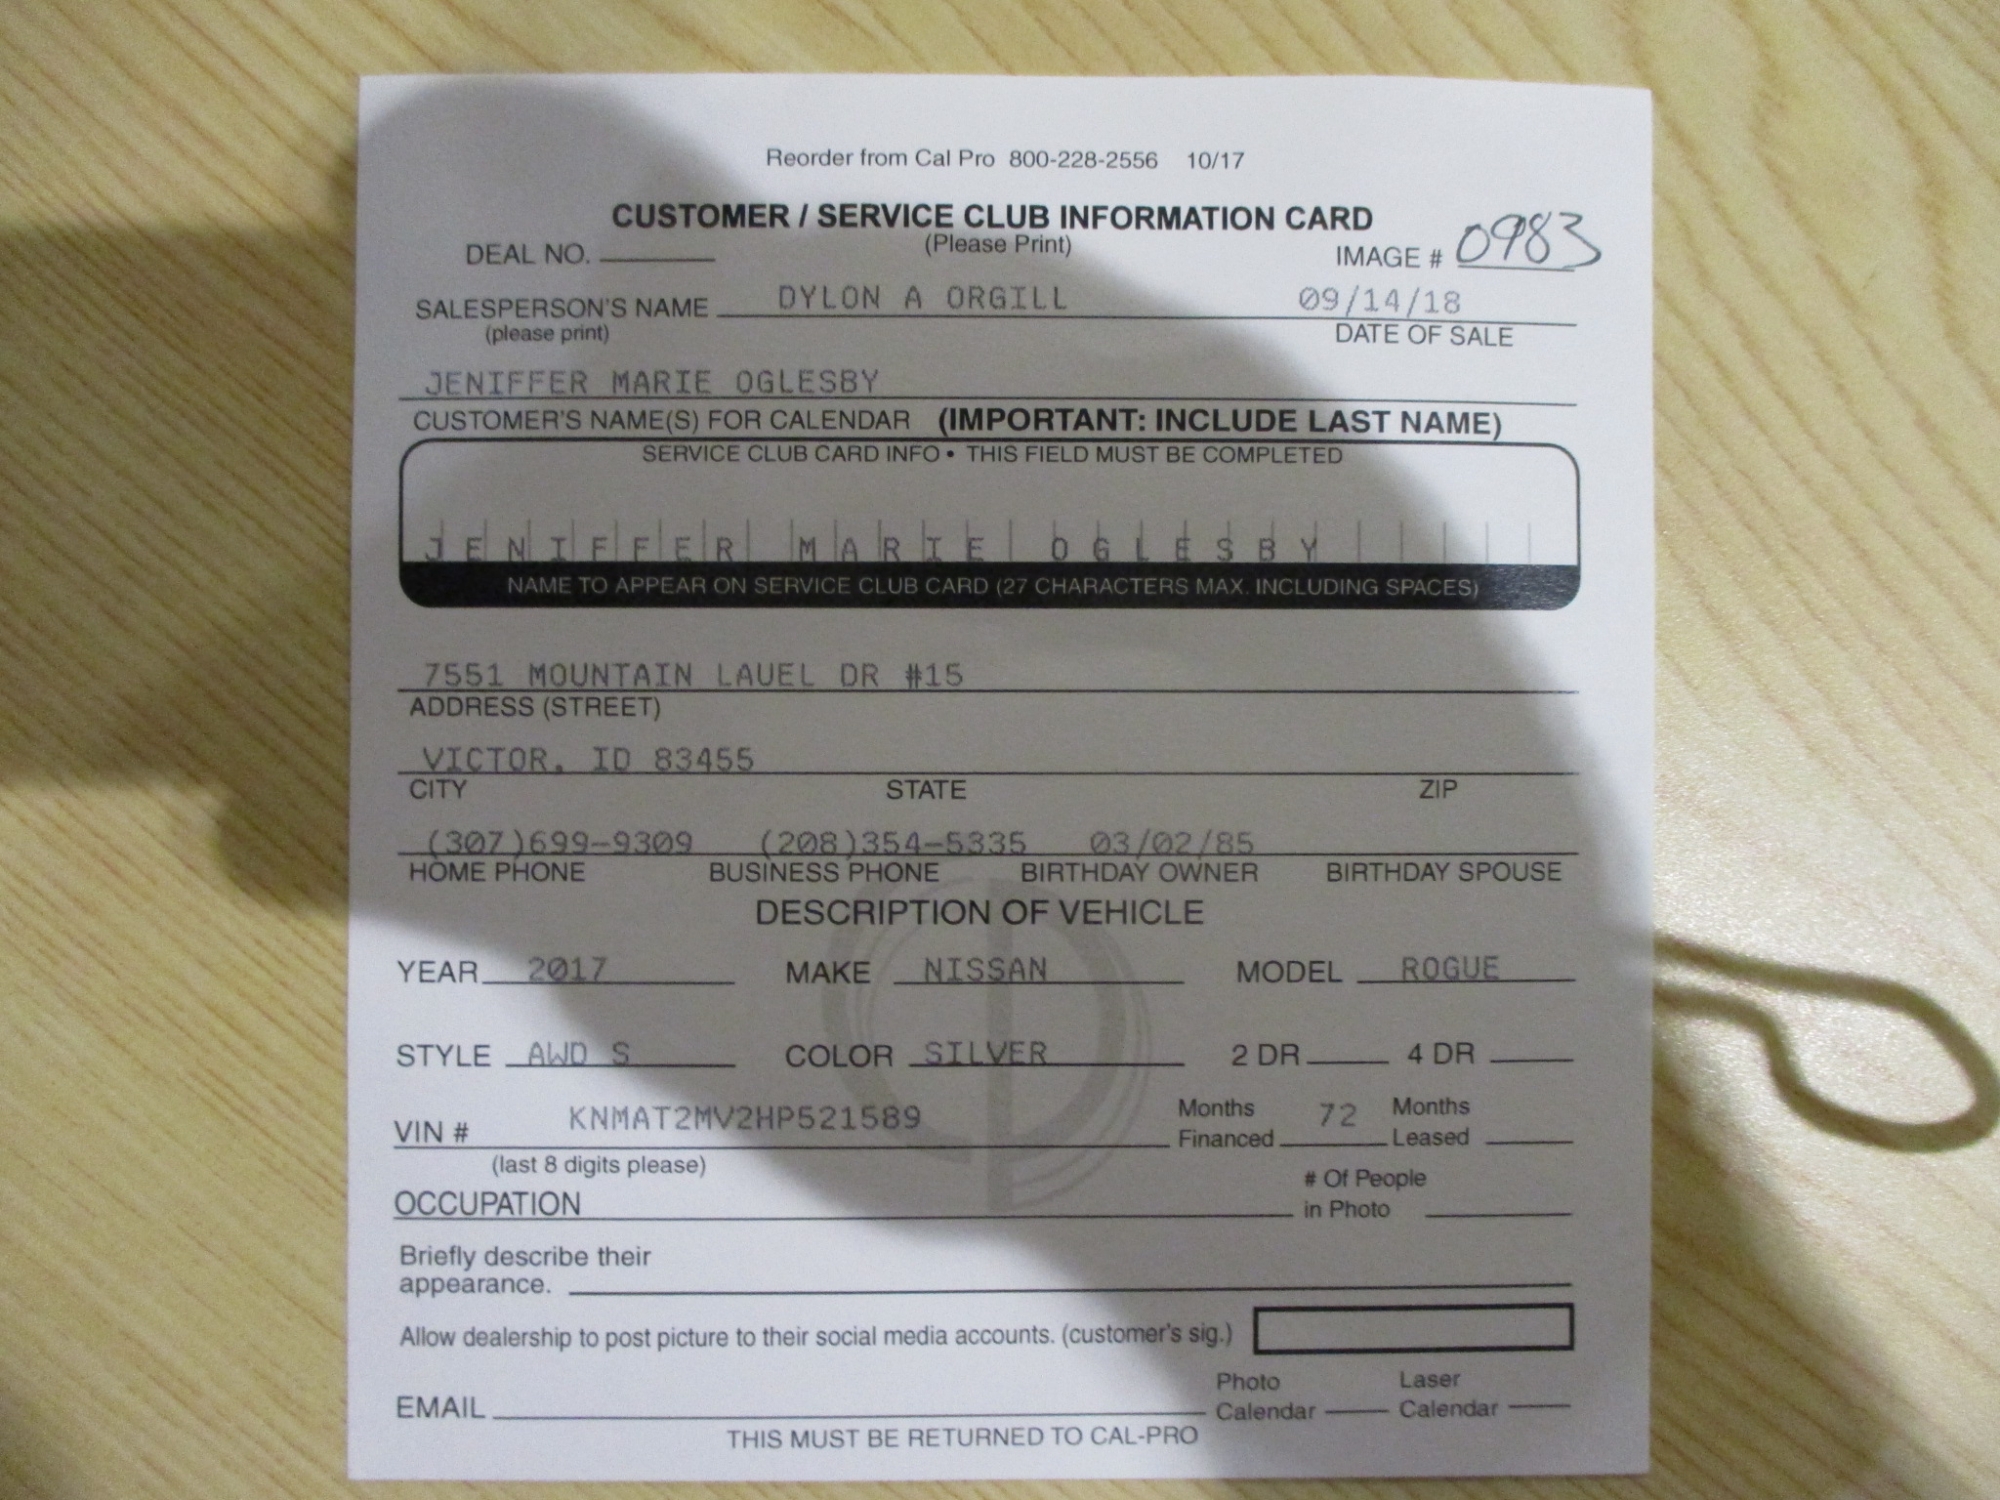 Reorder from Cal Pro 800-228-2556 10/17
CUSTOMER / SERVICE CLUB INFORMATION CARD
(Please Print)
DEAL NO. IMAGE # 0983
SALESPERSON'S NAME DYLON A ORGILL 09/14/18
(please print) DATE OF SALE
JENIFFER MARIE OGLESBY
CUSTOMER'S NAME(S) FOR CALENDAR (IMPORTANT: INCLUDE LAST NAME)
SERVICE CLUB CARD INFO • THIS FIELD MUST BE COMPLETED
JENIFFER MARIE OGLESBY
NAME TO APPEAR ON SERVICE CLUB CARD (27 CHARACTERS MAX. INCLUDING SPACES)
7551 MOUNTAIN LAUEL DR #15
ADDRESS (STREET)
VICTOR, ID 83455
CITY STATE ZIP
(307)699-9309 (208)354-5335 03/02/85
HOME PHONE BUSINESS PHONE BIRTHDAY OWNER BIRTHDAY SPOUSE
DESCRIPTION OF VEHICLE
YEAR 2017 MAKE NISSAN MODEL ROGUE
STYLE AWD S COLOR SILVER 2 DR 4 DR
VIN # KNMAT2MV2HP521589 Months Financed 72 Months Leased
(last 8 digits please)
OCCUPATION # Of People in Photo
Briefly describe their
appearance.
Allow dealership to post picture to their social media accounts. (customer's sig.)
EMAIL Photo Calendar Laser Calendar
THIS MUST BE RETURNED TO CAL-PRO